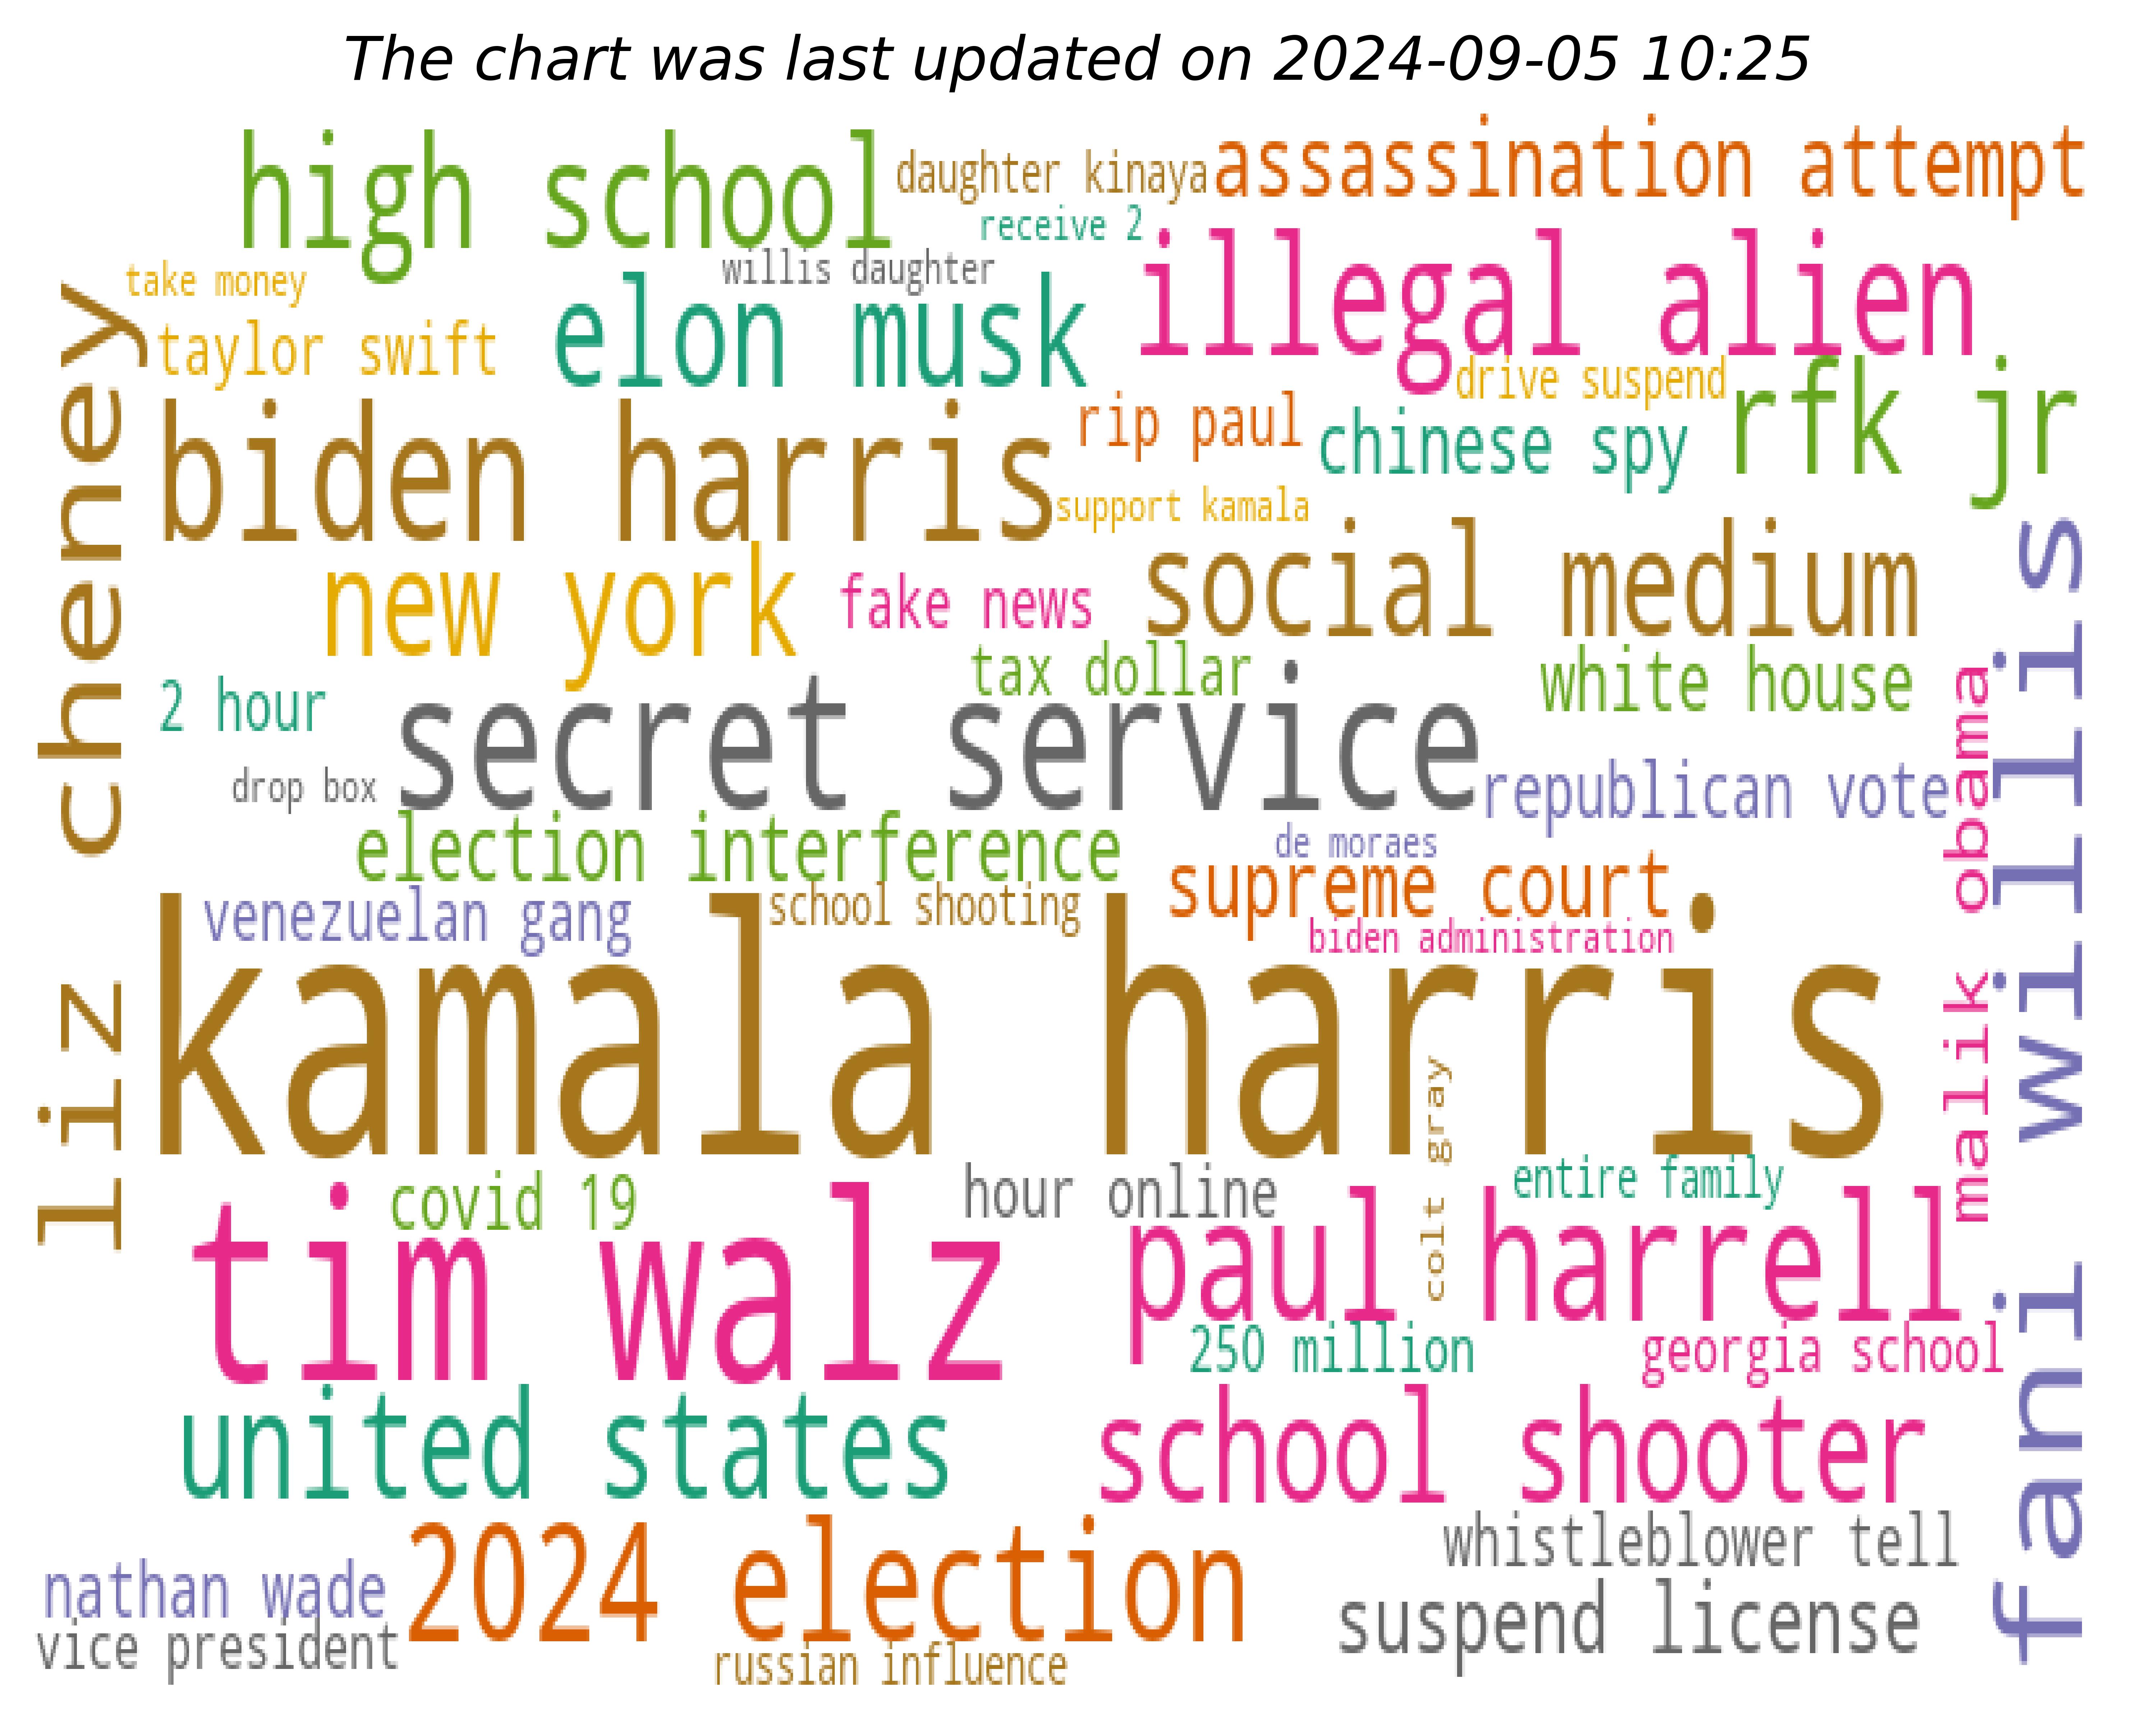 The chart was last updated on 2024-09-05 10:25
high school
daughter kinaya
assassination attempt
receive 2
willis daughter
take money
illegal alien
elon musk
taylor swift
liz cheney
drive suspend
rfk jr
biden harris
rip paul
chinese spy
support kamala
social medium
new york
fake news
fani willis
tax dollar
white house
2 hour
secret service
malik obama
drop box
republican vote
election interference
de moraes
supreme court
venezuelan gang
school shooting
biden administration
kamala harris
colt gray
covid 19
hour online
entire family
tim walz
paul harrell
250 million
georgia school
united states
school shooter
2024 election
whistleblower tell
nathan wade
suspend license
vice president
russian influence